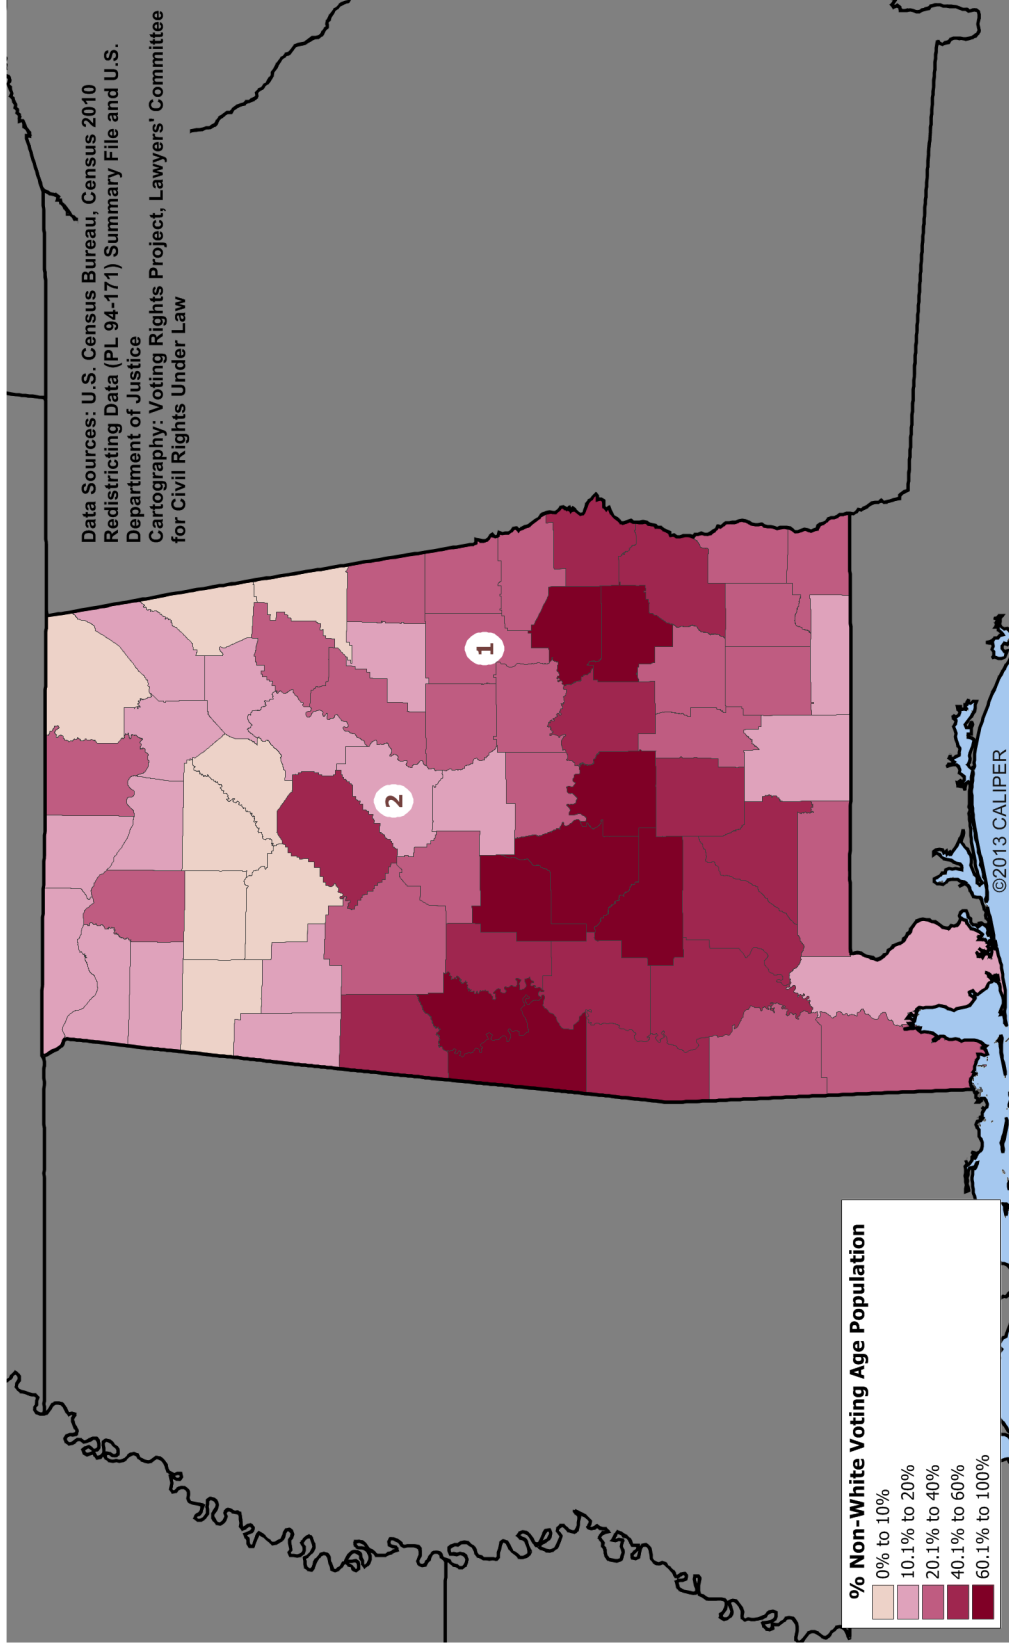 Data Sources: U.S. Census Bureau, Census 2010
Redistricting Data (PL 94-171) Summary File and U.S.
Department of Justice
Cartography: Voting Rights Project, Lawyers' Committee
for Civil Rights Under Law
1
2
% Non-White Voting Age Population
0% to 10%
10.1% to 20%
20.1% to 40%
40.1% to 60%
60.1% to 100%
©2013 CALIPER